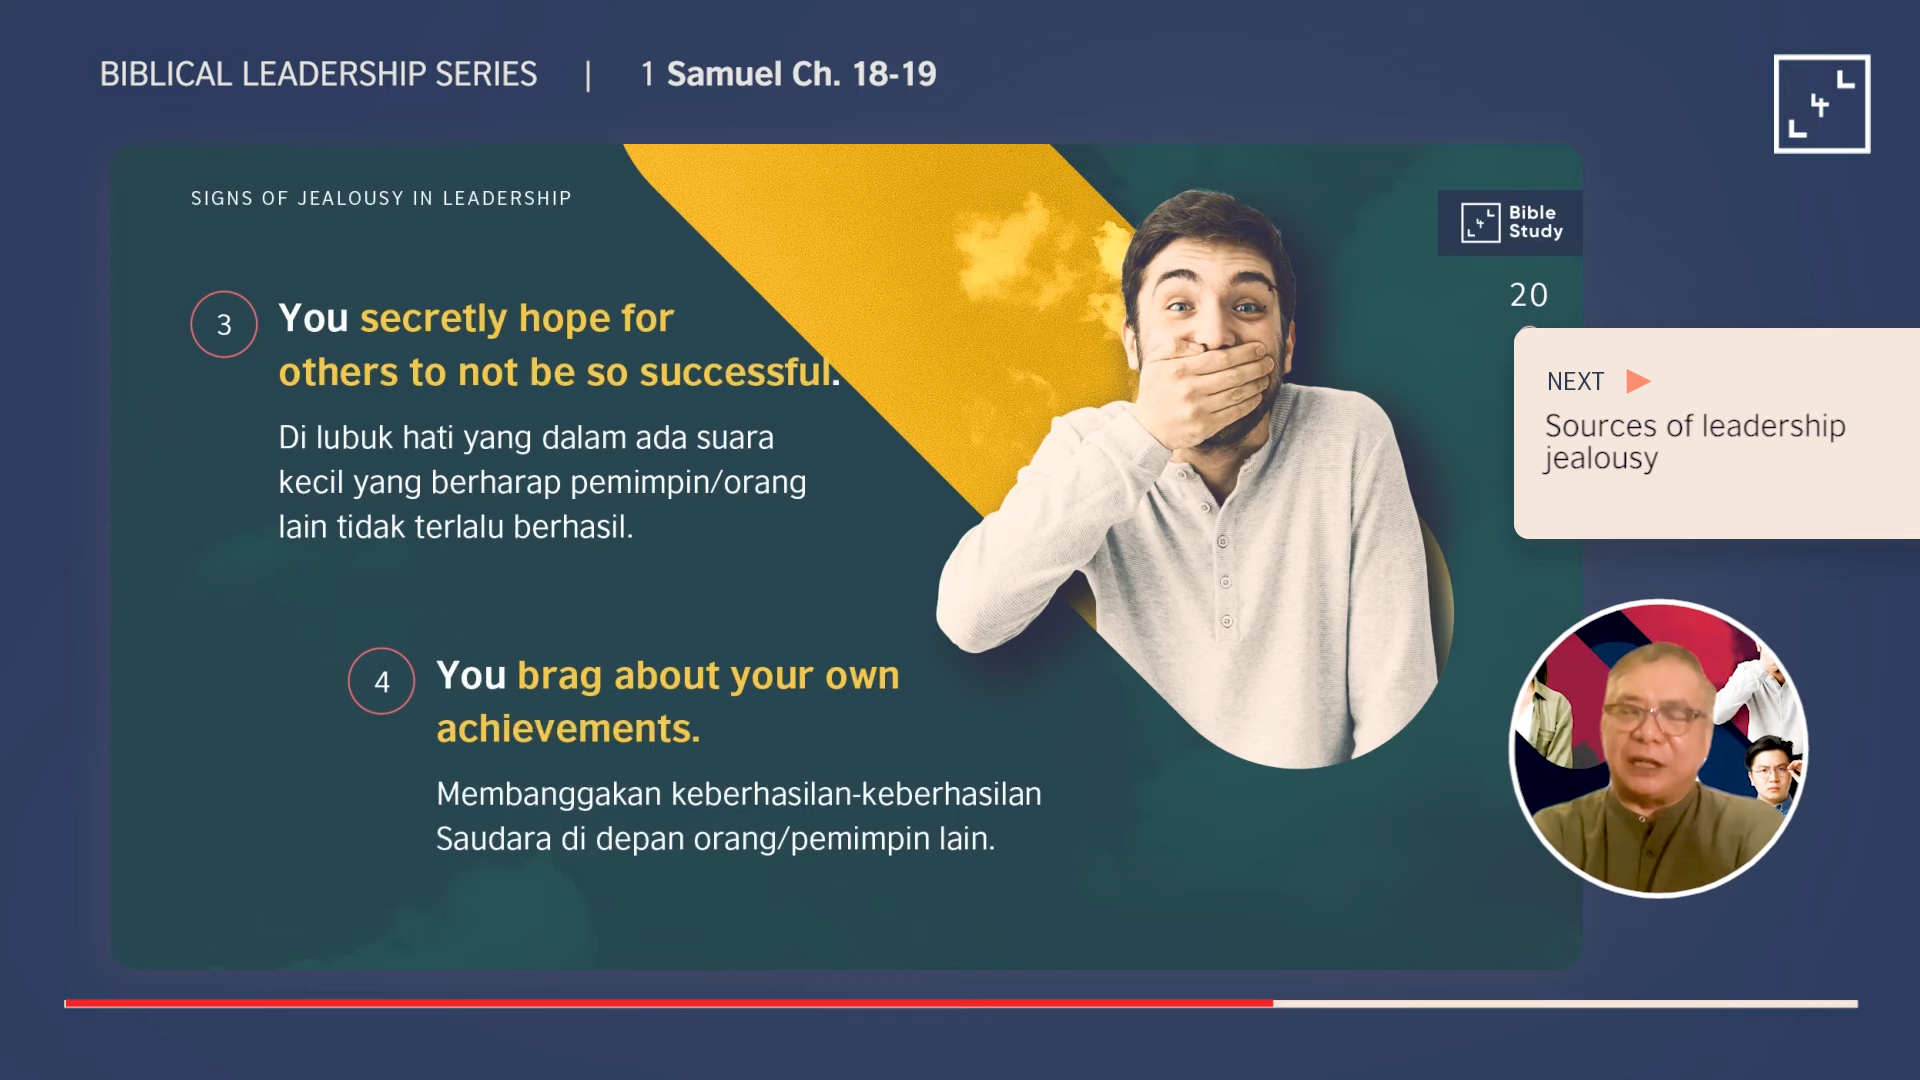 BIBLICAL LEADERSHIP SERIES | 1 Samuel Ch. 18-19
SIGNS OF JEALOUSY IN LEADERSHIP
Bible
Study
20
3
You secretly hope for
others to not be so successful.
Di lubuk hati yang dalam ada suara
kecil yang berharap pemimpin/orang
lain tidak terlalu berhasil.
NEXT
Sources of leadership
jealousy
4
You brag about your own
achievements.
Membanggakan keberhasilan-keberhasilan
Saudara di depan orang/pemimpin lain.